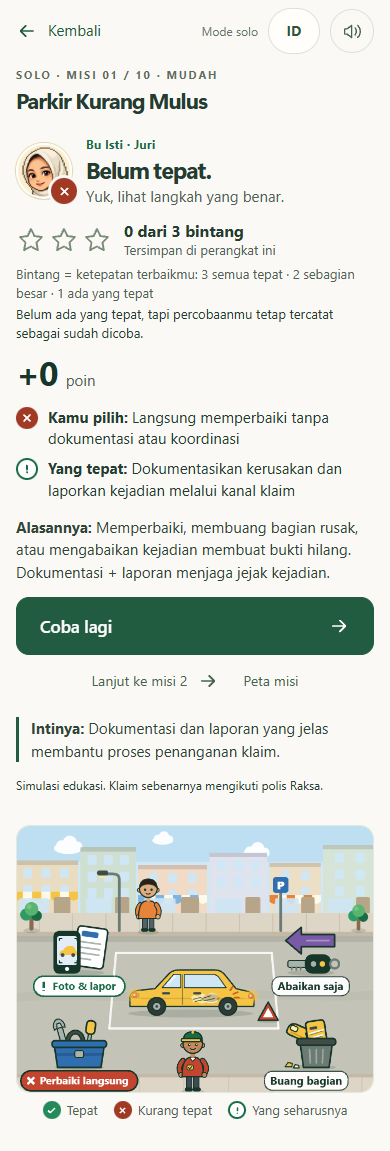 Kembali
Mode solo
ID
SOLO · MISI 01 / 10 · MUDAH
Parkir Kurang Mulus
Bu Isti · Juri
Belum tepat.
Yuk, lihat langkah yang benar.
0 dari 3 bintang
Tersimpan di perangkat ini
Bintang = ketepatan terbaikmu: 3 semua tepat · 2 sebagian
besar · 1 ada yang tepat
Belum ada yang tepat, tapi percobaanmu tetap tercatat
sebagai sudah dicoba.
+0 poin
Kamu pilih: Langsung memperbaiki tanpa
dokumentasi atau koordinasi
Yang tepat: Dokumentasikan kerusakan dan
laporkan kejadian melalui kanal klaim
Alasannya: Memperbaiki, membuang bagian rusak,
atau mengabaikan kejadian membuat bukti hilang.
Dokumentasi + laporan menjaga jejak kejadian.
Coba lagi
Lanjut ke misi 2
Peta misi
Intinya: Dokumentasi dan laporan yang jelas
membantu proses penanganan klaim.
Simulasi edukasi. Klaim sebenarnya mengikuti polis Raksa.
P
! Foto & lapor
Abaikan saja
Perbaiki langsung
Buang bagian
Tepat
Kurang tepat
Yang seharusnya